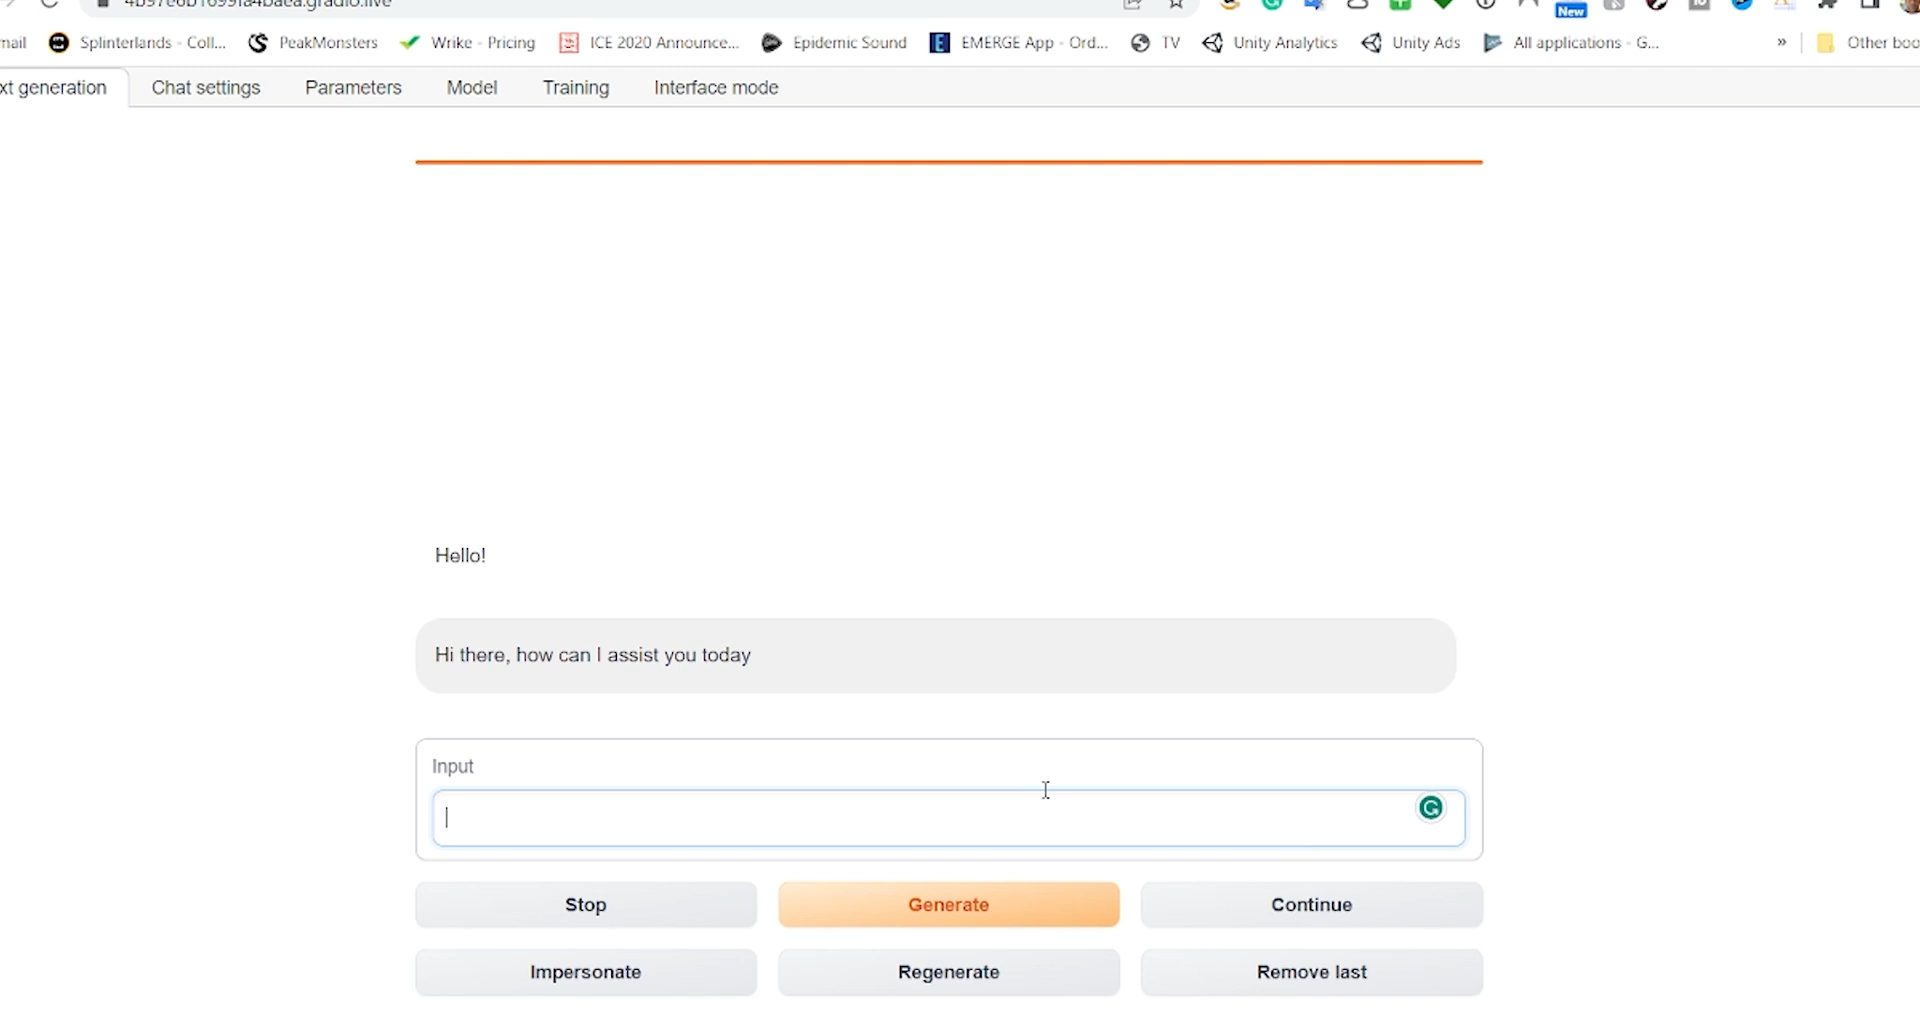 New
mail Splinterlands - Coll... PeakMonsters Wrike - Pricing ICE 2020 Announce... Epidemic Sound EMERGE App - Ord... TV Unity Analytics Unity Ads All applications - G... » Other boo
xt generation Chat settings Parameters Model Training Interface mode
Hello!
Hi there, how can I assist you today
Input
Stop Generate Continue
Impersonate Regenerate Remove last